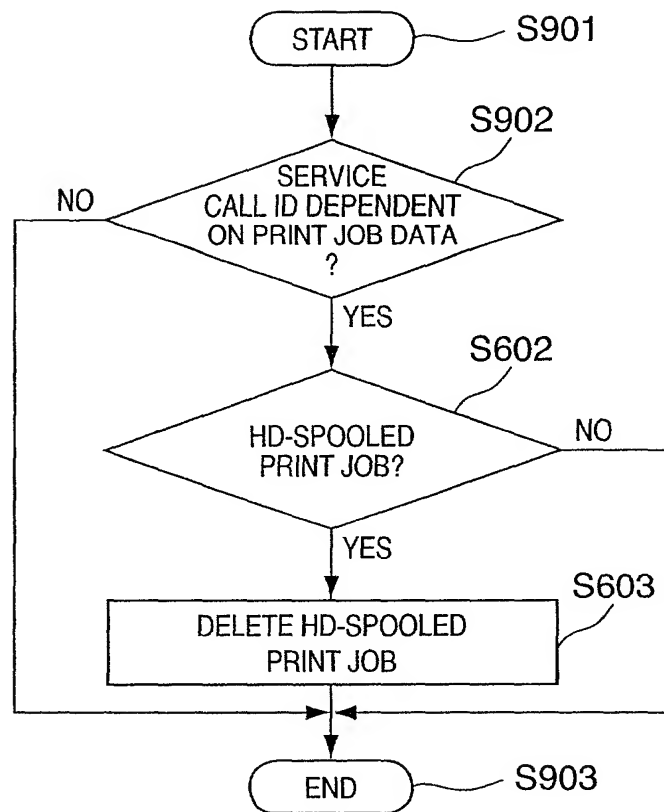 START
S901
S902
SERVICE
CALL ID DEPENDENT
ON PRINT JOB DATA
?
NO
YES
S602
HD-SPOOLED
PRINT JOB?
NO
YES
S603
DELETE HD-SPOOLED
PRINT JOB
END
S903